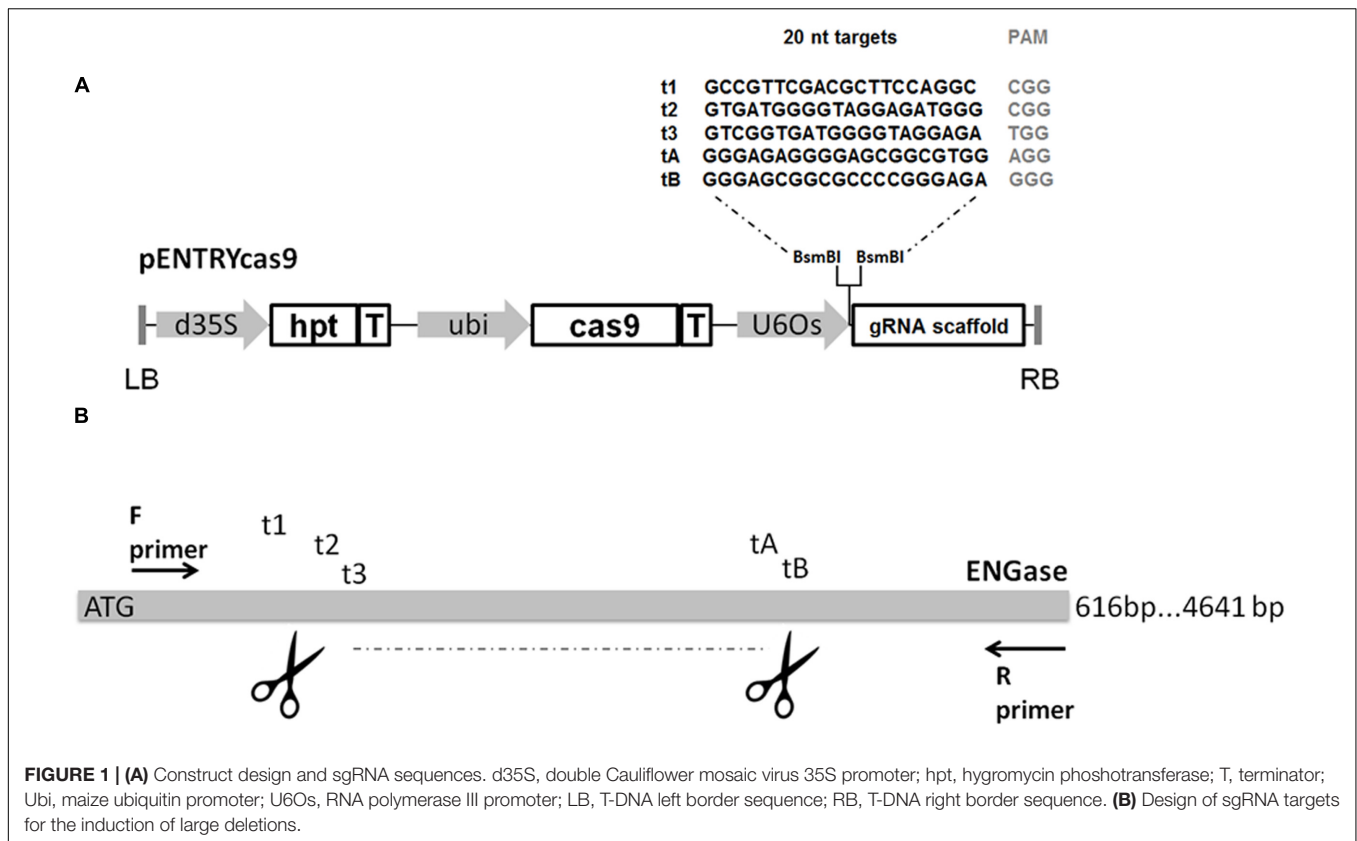 20 nt targets PAM
A
t1 GCCGTTCGACGCTTCCAGGC CGG
t2 GTGATGGGGTAGGAGATGGG CGG
t3 GTCGGTGATGGGGTAGGAGA TGG
tA GGGAGAGGGGAGCGGCGTGG AGG
tB GGGAGCGGCGCCCCGGGAGA GGG
BsmBI BsmBI
pENTRYcas9
d35S hpt T ubi cas9 T U6Os gRNA scaffold
LB RB
B
F
primer
t1
t2
t3
tA
tB
ENGase
ATG
616bp...4641 bp
R
primer
FIGURE 1 | (A) Construct design and sgRNA sequences. d35S, double Cauliflower mosaic virus 35S promoter; hpt, hygromycin phoshotransferase; T, terminator;
Ubi, maize ubiquitin promoter; U6Os, RNA polymerase III promoter; LB, T-DNA left border sequence; RB, T-DNA right border sequence. (B) Design of sgRNA targets
for the induction of large deletions.